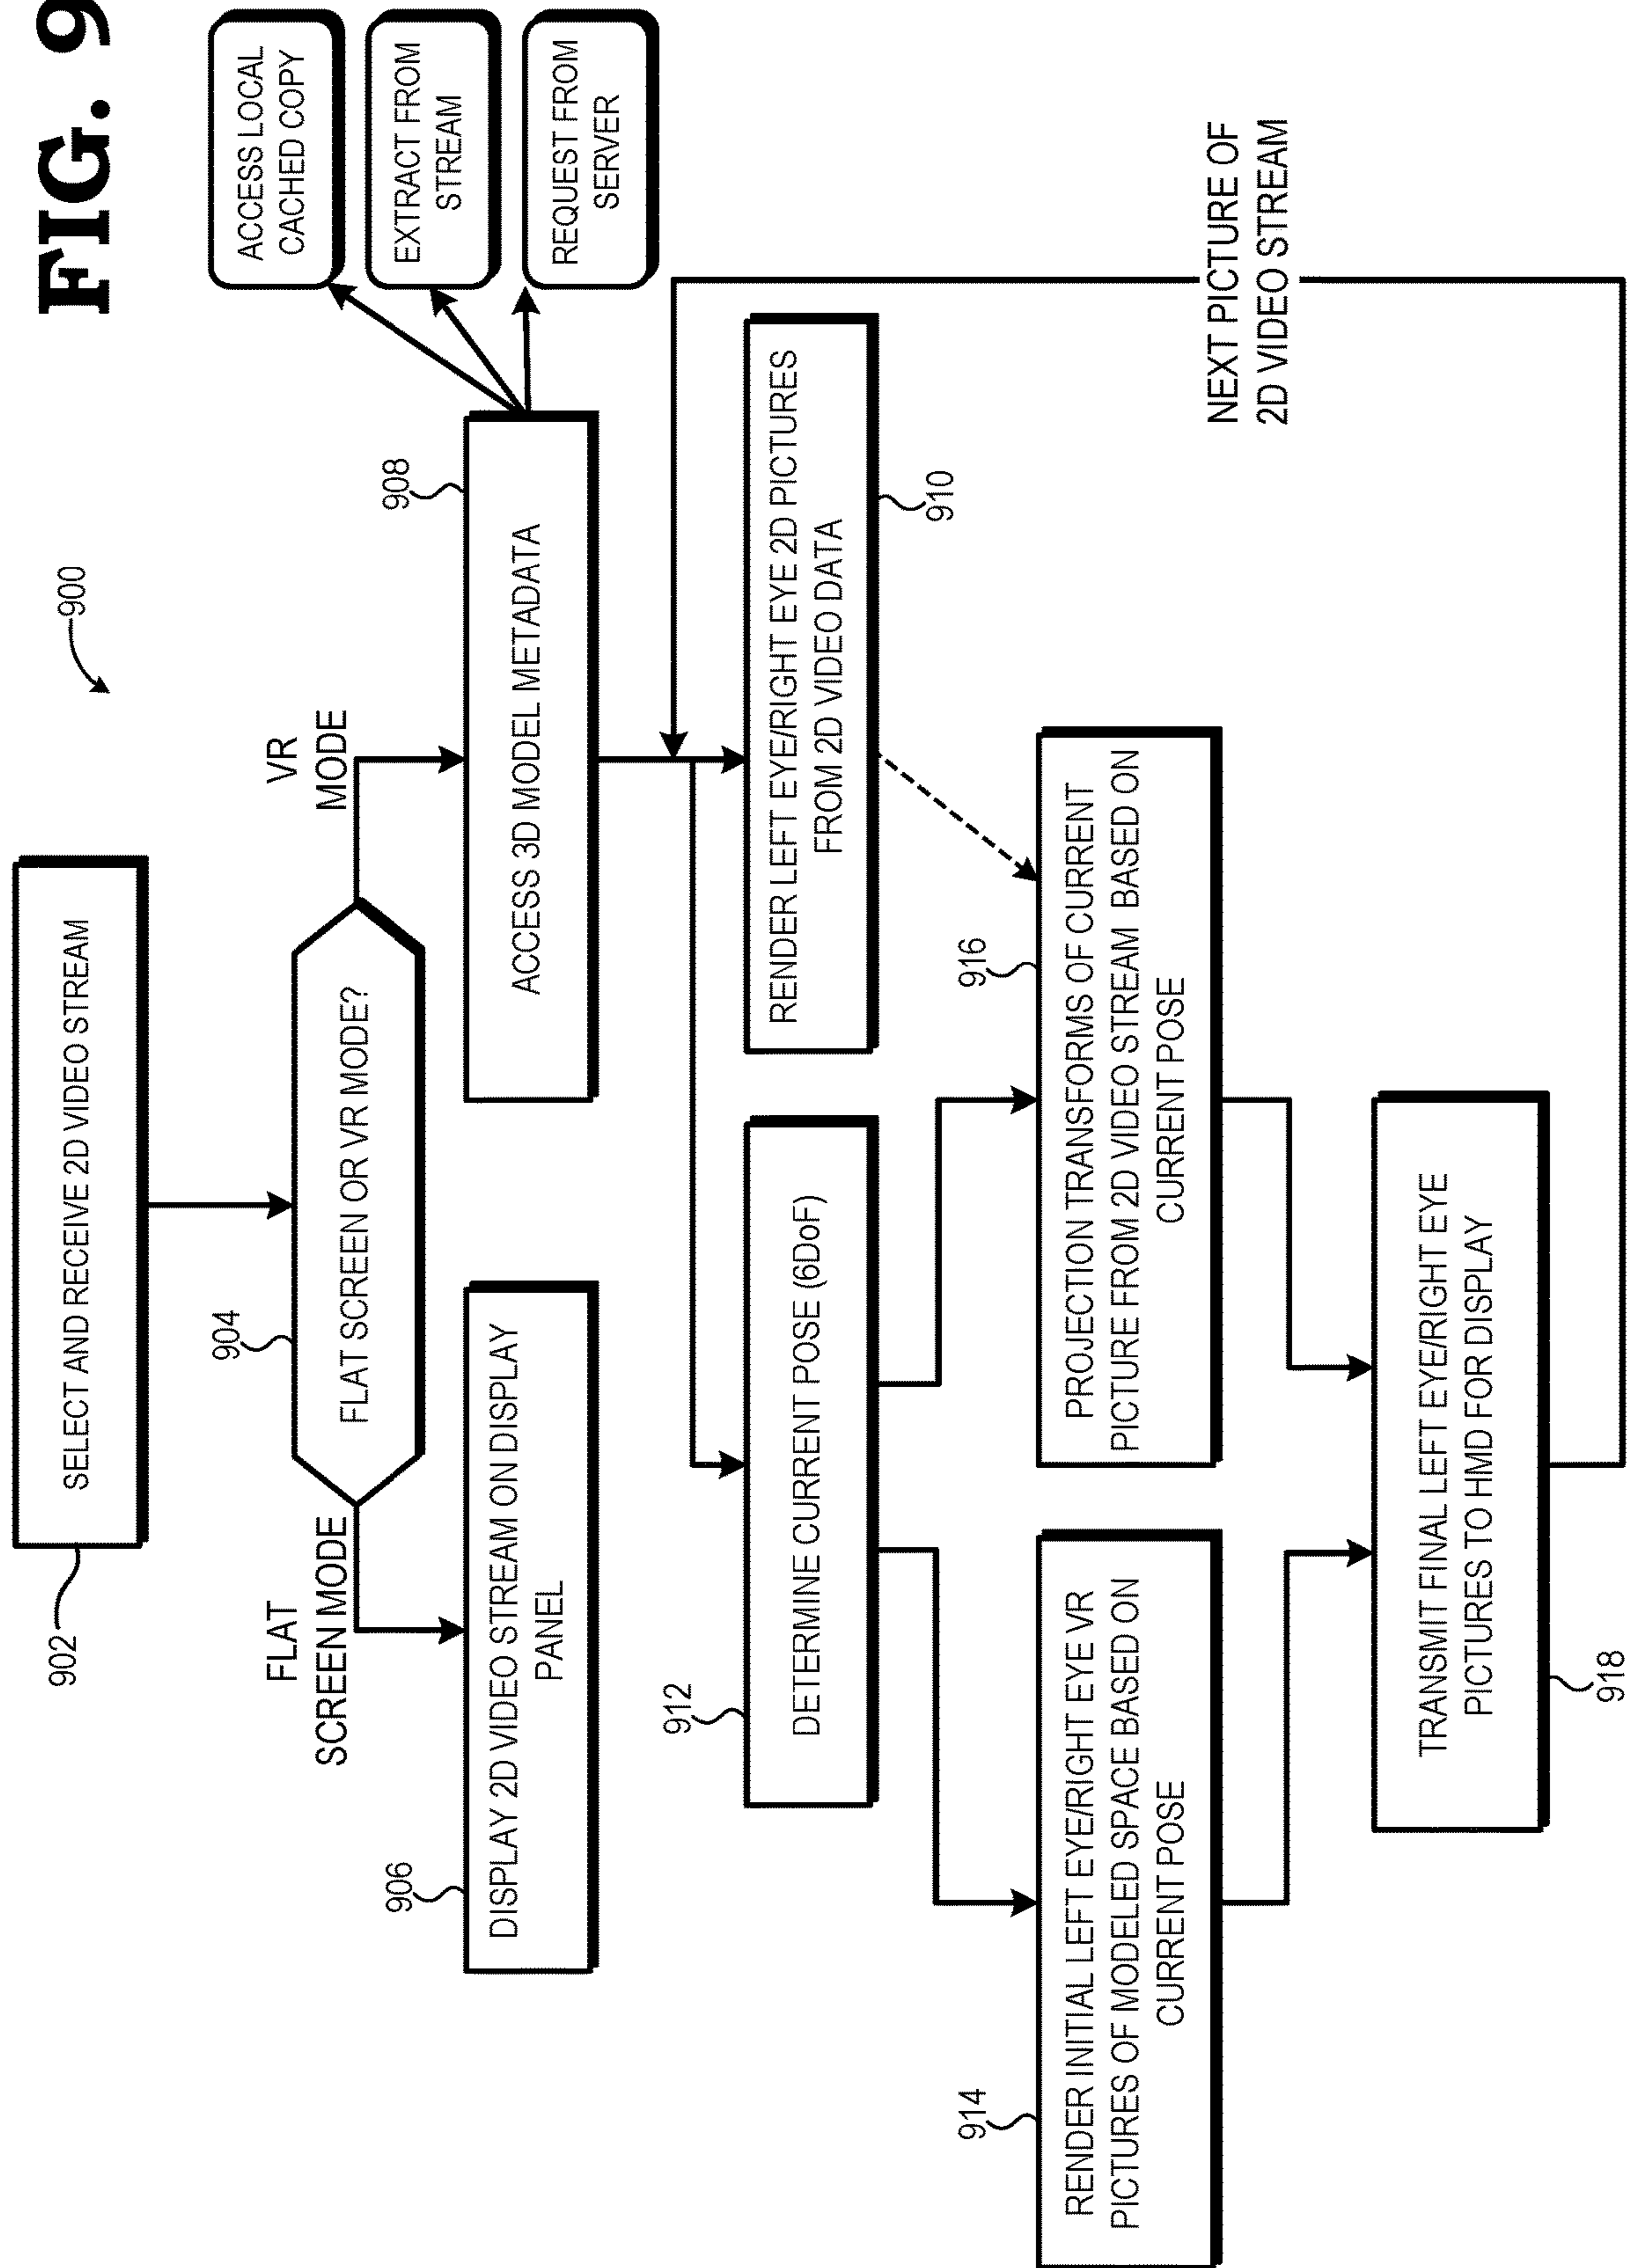 FIG. 9
900
902
SELECT AND RECEIVE 2D VIDEO STREAM
904
FLAT SCREEN OR VR MODE?
FLAT
SCREEN MODE
VR
MODE
906
DISPLAY 2D VIDEO STREAM ON DISPLAY
PANEL
908
ACCESS 3D MODEL METADATA
ACCESS LOCAL
CACHED COPY
EXTRACT FROM
STREAM
REQUEST FROM
SERVER
912
DETERMINE CURRENT POSE (6DoF)
RENDER LEFT EYE/RIGHT EYE 2D PICTURES
FROM 2D VIDEO DATA
910
914
RENDER INITIAL LEFT EYE/RIGHT EYE VR
PICTURES OF MODELED SPACE BASED ON
CURRENT POSE
916
PROJECTION TRANSFORMS OF CURRENT
PICTURE FROM 2D VIDEO STREAM BASED ON
CURRENT POSE
NEXT PICTURE OF
2D VIDEO STREAM
TRANSMIT FINAL LEFT EYE/RIGHT EYE
PICTURES TO HMD FOR DISPLAY
918